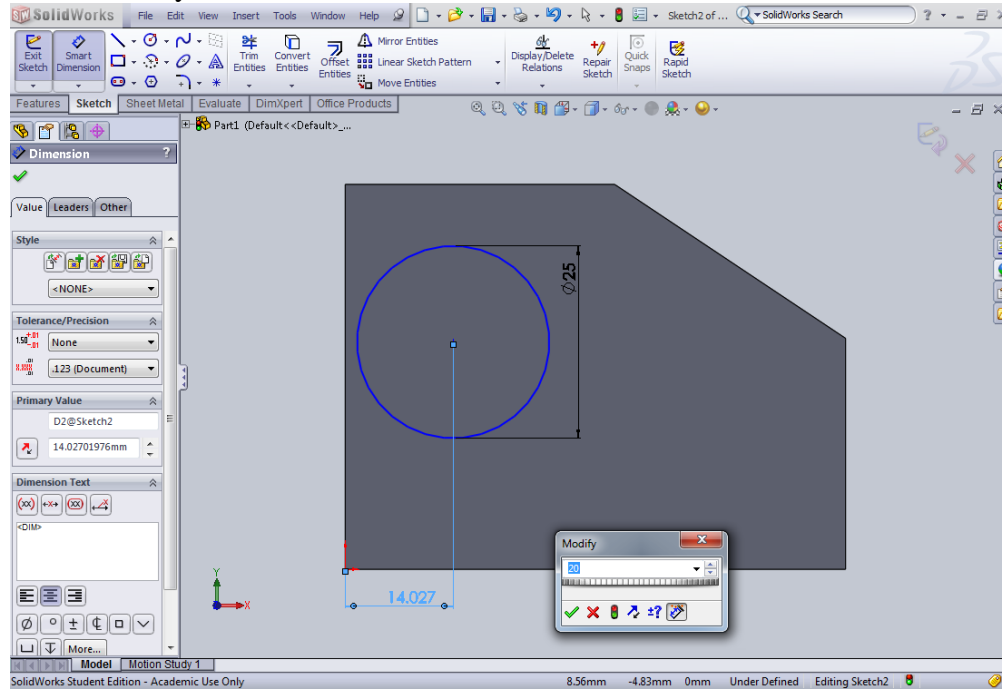 SolidWorks File Edit View Insert Tools Window Help Sketch2 of ... SolidWorks Search ?
Exit Sketch
Smart Dimension
Trim Entities
Convert Entities
Offset Entities
Mirror Entities
Linear Sketch Pattern
Move Entities
Display/Delete Relations
Repair Sketch
Quick Snaps
Rapid Sketch
Features Sketch Sheet Metal Evaluate DimXpert Office Products
Part1 (Default<<Default>_...
Dimension ?
Value Leaders Other
Style
<NONE>
Tolerance/Precision
None
.123 (Document)
Primary Value
D2@Sketch2
14.02701976mm
Dimension Text
<DIM>
More...
Ø25
14.027
Y
X
Modify
20
±?
Model Motion Study 1
SolidWorks Student Edition - Academic Use Only 8.56mm -4.83mm 0mm Under Defined Editing Sketch2